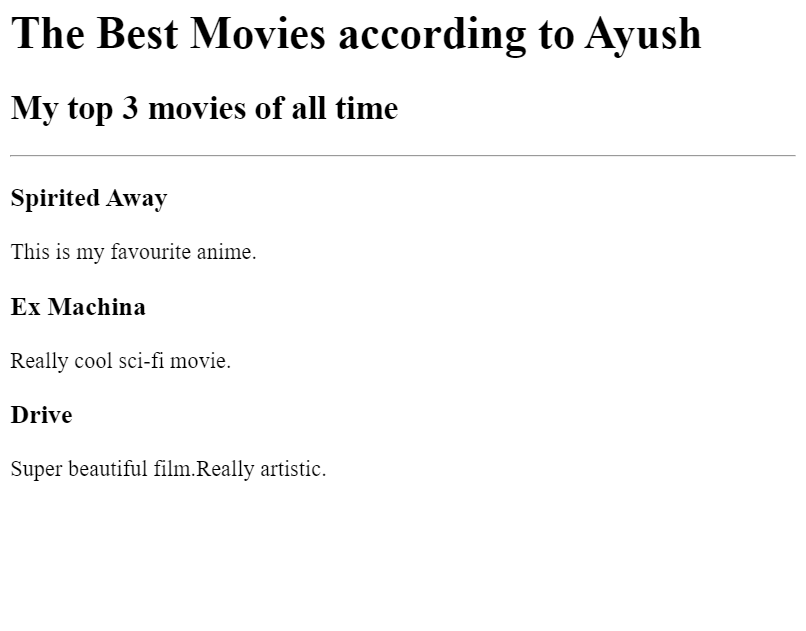 The Best Movies according to Ayush
My top 3 movies of all time
Spirited Away
This is my favourite anime.
Ex Machina
Really cool sci-fi movie.
Drive
Super beautiful film.Really artistic.